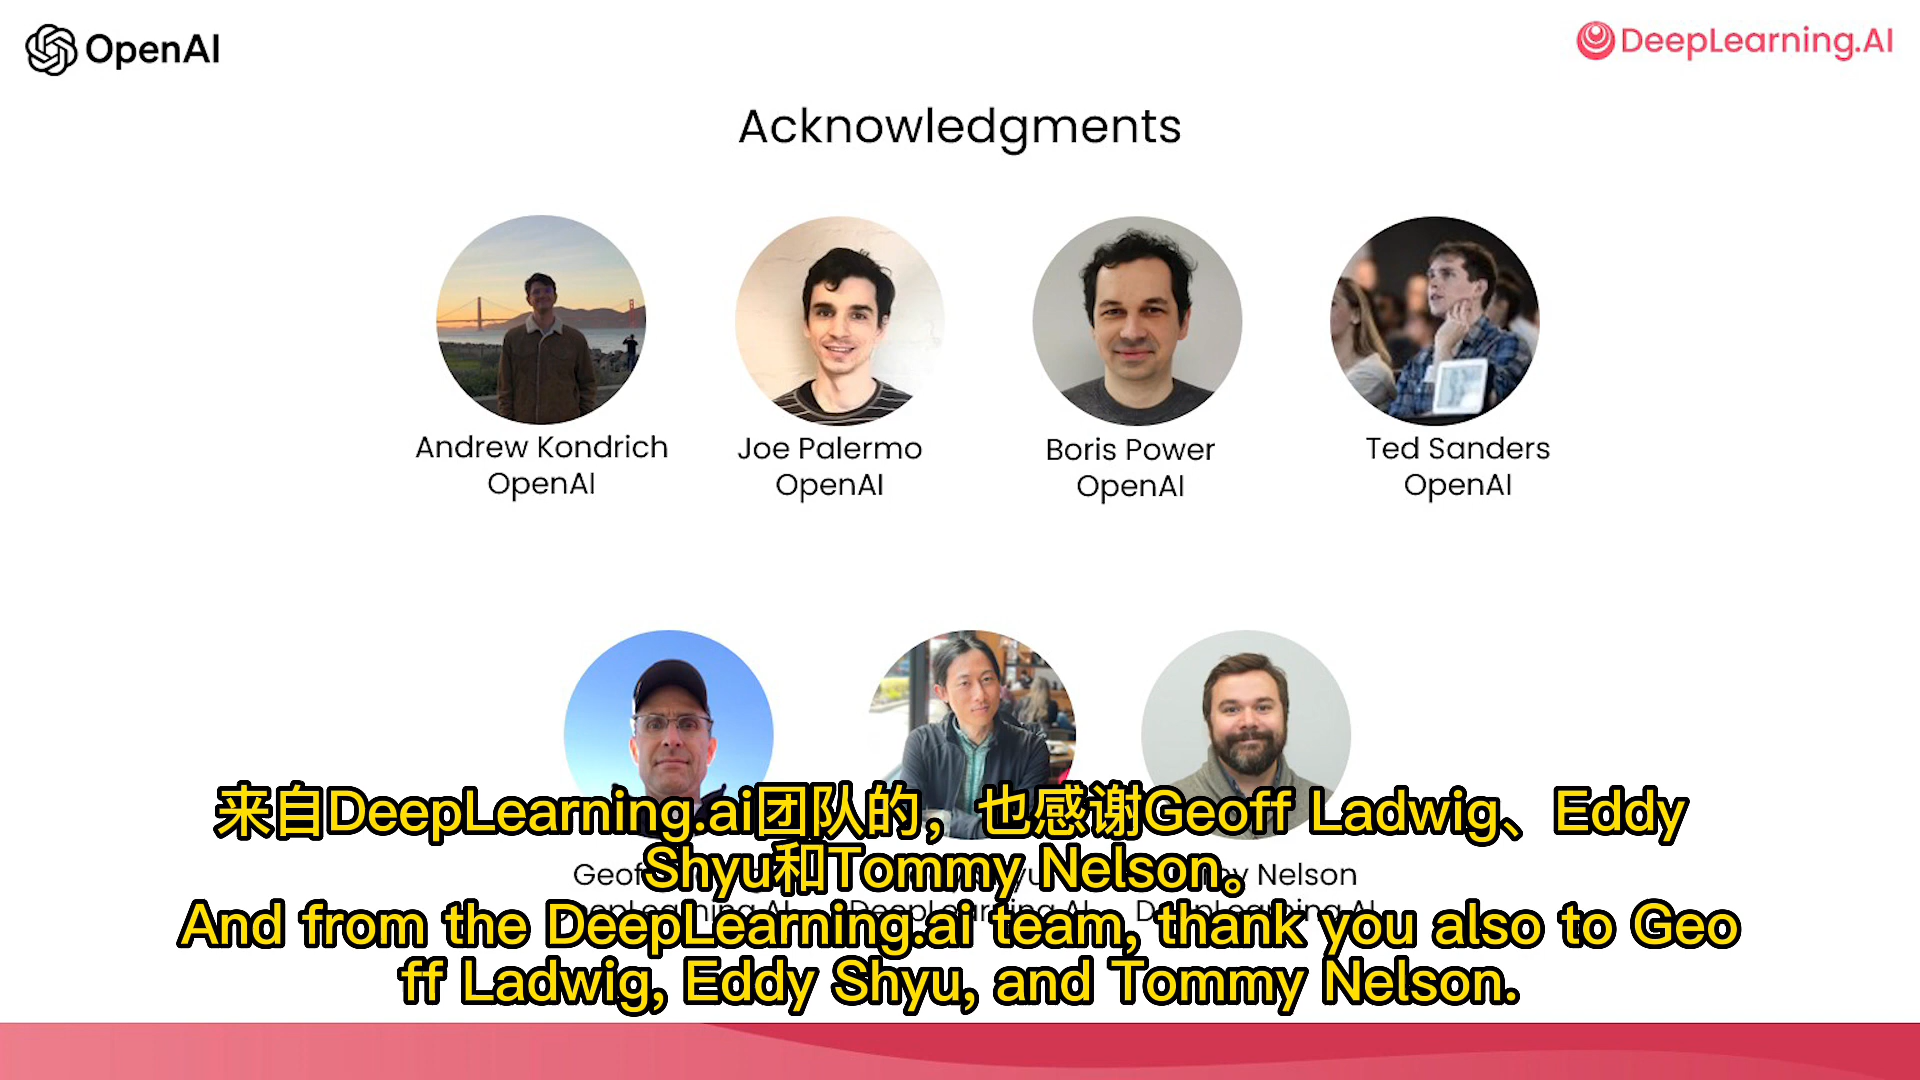 OpenAI
DeepLearning.AI
Acknowledgments
Andrew Kondrich
OpenAI
Joe Palermo
OpenAI
Boris Power
OpenAI
Ted Sanders
OpenAI
Nelson
来自DeepLearning.ai团队的，也感谢Geoff Ladwig、Eddy
Shyu和Tommy Nelson。
And from the DeepLearning.ai team, thank you also to Geo
ff Ladwig, Eddy Shyu, and Tommy Nelson.